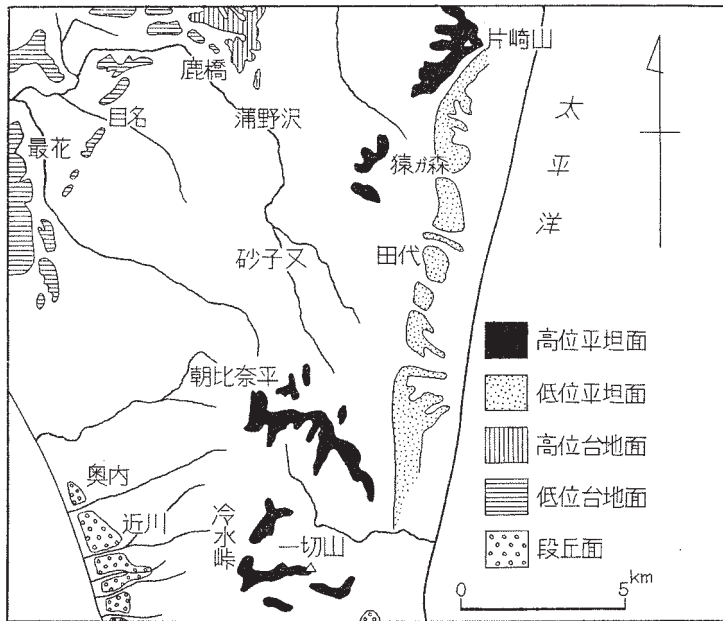 片崎山
鹿橋
目名
蒲野沢
最花
猿ヵ森
太平洋
砂子又
田代
朝比奈平
奥内
近川
冷水峠
一切山
高位平坦面
低位平坦面
高位台地面
低位台地面
段丘面
0 5 km